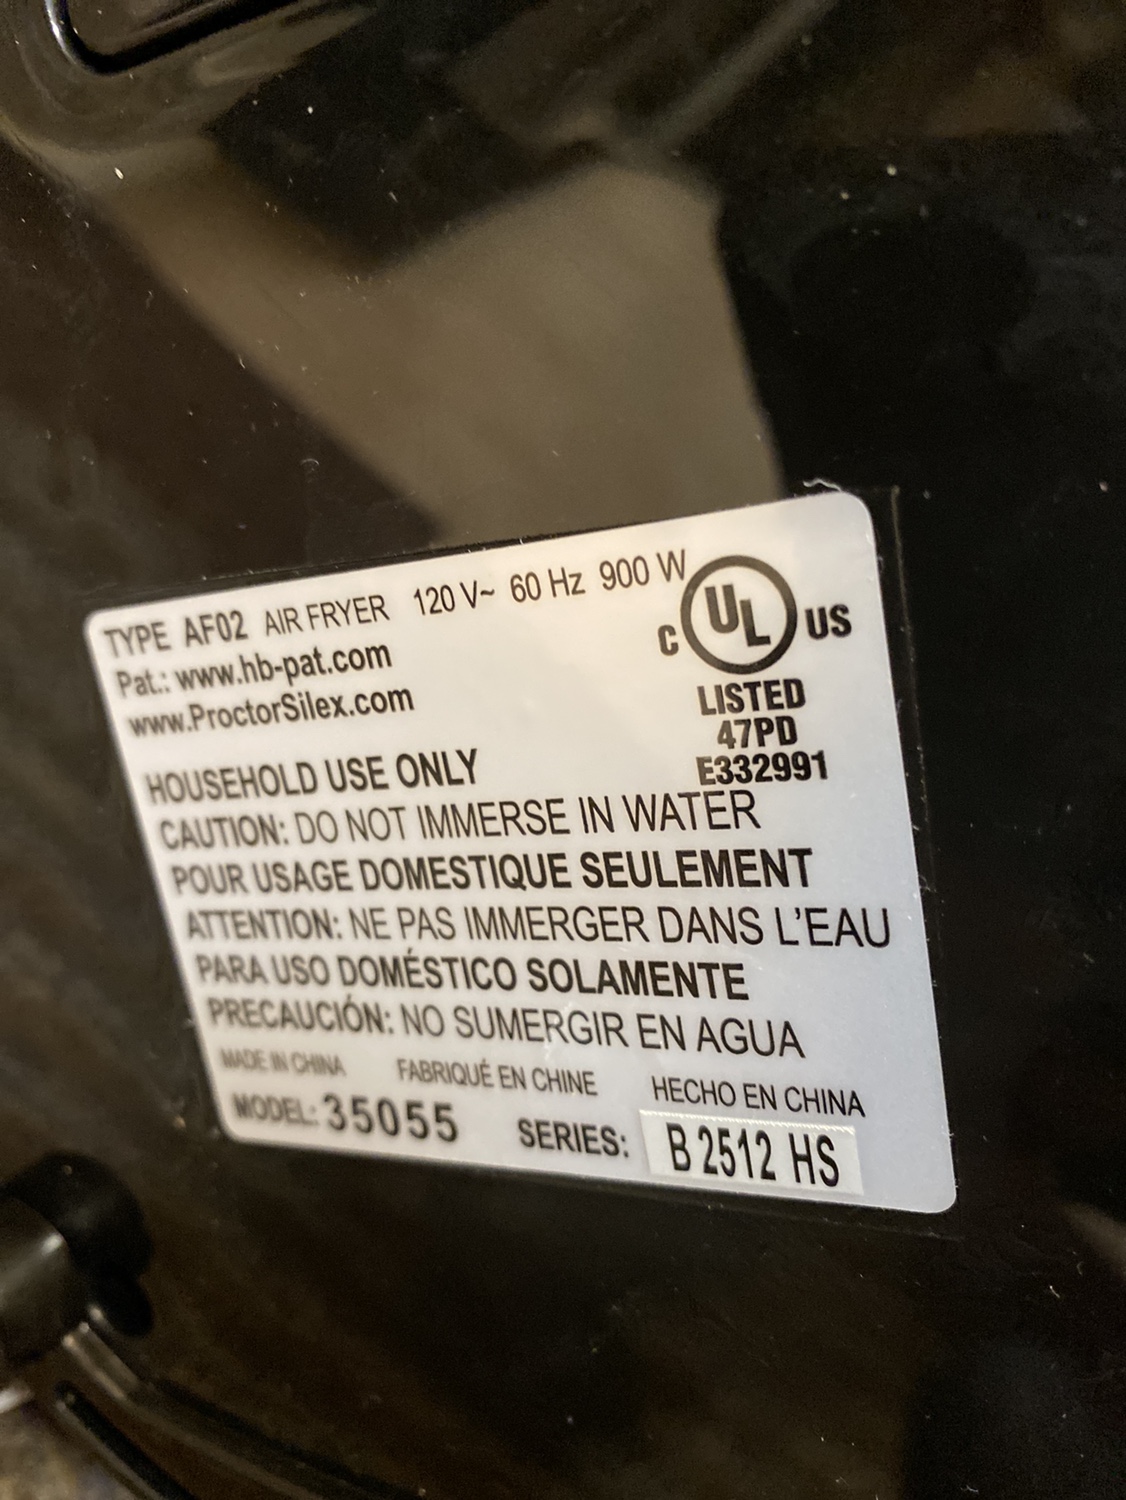 TYPE AF02 AIR FRYER 120 V~ 60 Hz 900 W
Pat.: www.hb-pat.com
www.ProctorSilex.com
C UL US
LISTED
47PD
E332991
HOUSEHOLD USE ONLY
CAUTION: DO NOT IMMERSE IN WATER
POUR USAGE DOMESTIQUE SEULEMENT
ATTENTION: NE PAS IMMERGER DANS L'EAU
PARA USO DOMÉSTICO SOLAMENTE
PRECAUCIÓN: NO SUMERGIR EN AGUA
MADE IN CHINA FABRIQUÉ EN CHINE HECHO EN CHINA
MODEL: 35055 SERIES: B 2512 HS